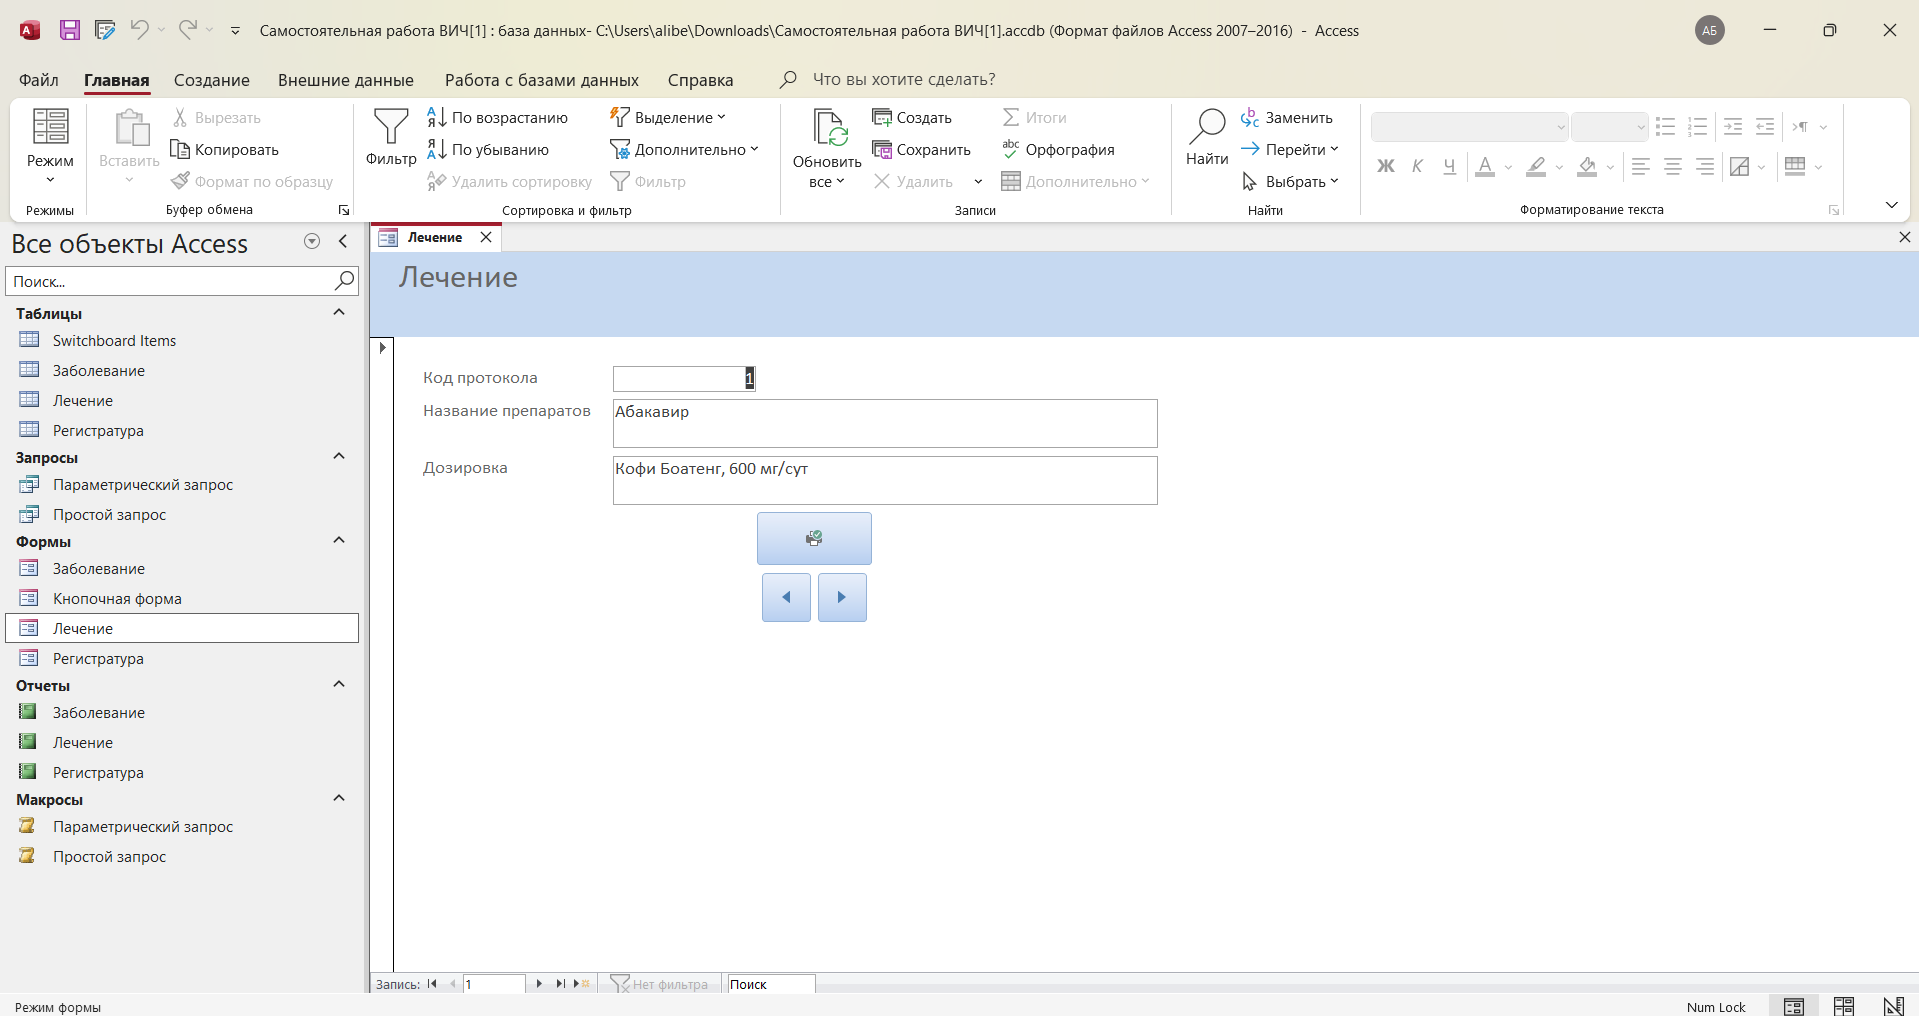 Самостоятельная работа ВИЧ[1] : база данных- C:\Users\alibe\Downloads\Самостоятельная работа ВИЧ[1].accdb (Формат файлов Access 2007–2016) - Access
АБ
Файл Главная Создание Внешние данные Работа с базами данных Справка Что вы хотите сделать?
Режим
Режимы
Вставить
Вырезать
Копировать
Формат по образцу
Буфер обмена
Фильтр
По возрастанию
По убыванию
Удалить сортировку
Выделение
Дополнительно
Фильтр
Сортировка и фильтр
Обновить
все
Создать
Сохранить
Удалить
Итоги
Орфография
Дополнительно
Записи
Найти
Заменить
Перейти
Выбрать
Найти
Ж К Ч А
Форматирование текста
Все объекты Access
Поиск...
Таблицы
Switchboard Items
Заболевание
Лечение
Регистратура
Запросы
Параметрический запрос
Простой запрос
Формы
Заболевание
Кнопочная форма
Лечение
Регистратура
Отчеты
Заболевание
Лечение
Регистратура
Макросы
Параметрический запрос
Простой запрос
Лечение
Лечение
Код протокола 1
Название препаратов Абакавир
Дозировка Кофи Боатенг, 600 мг/сут
Запись: 1 Нет фильтра Поиск
Режим формы Num Lock